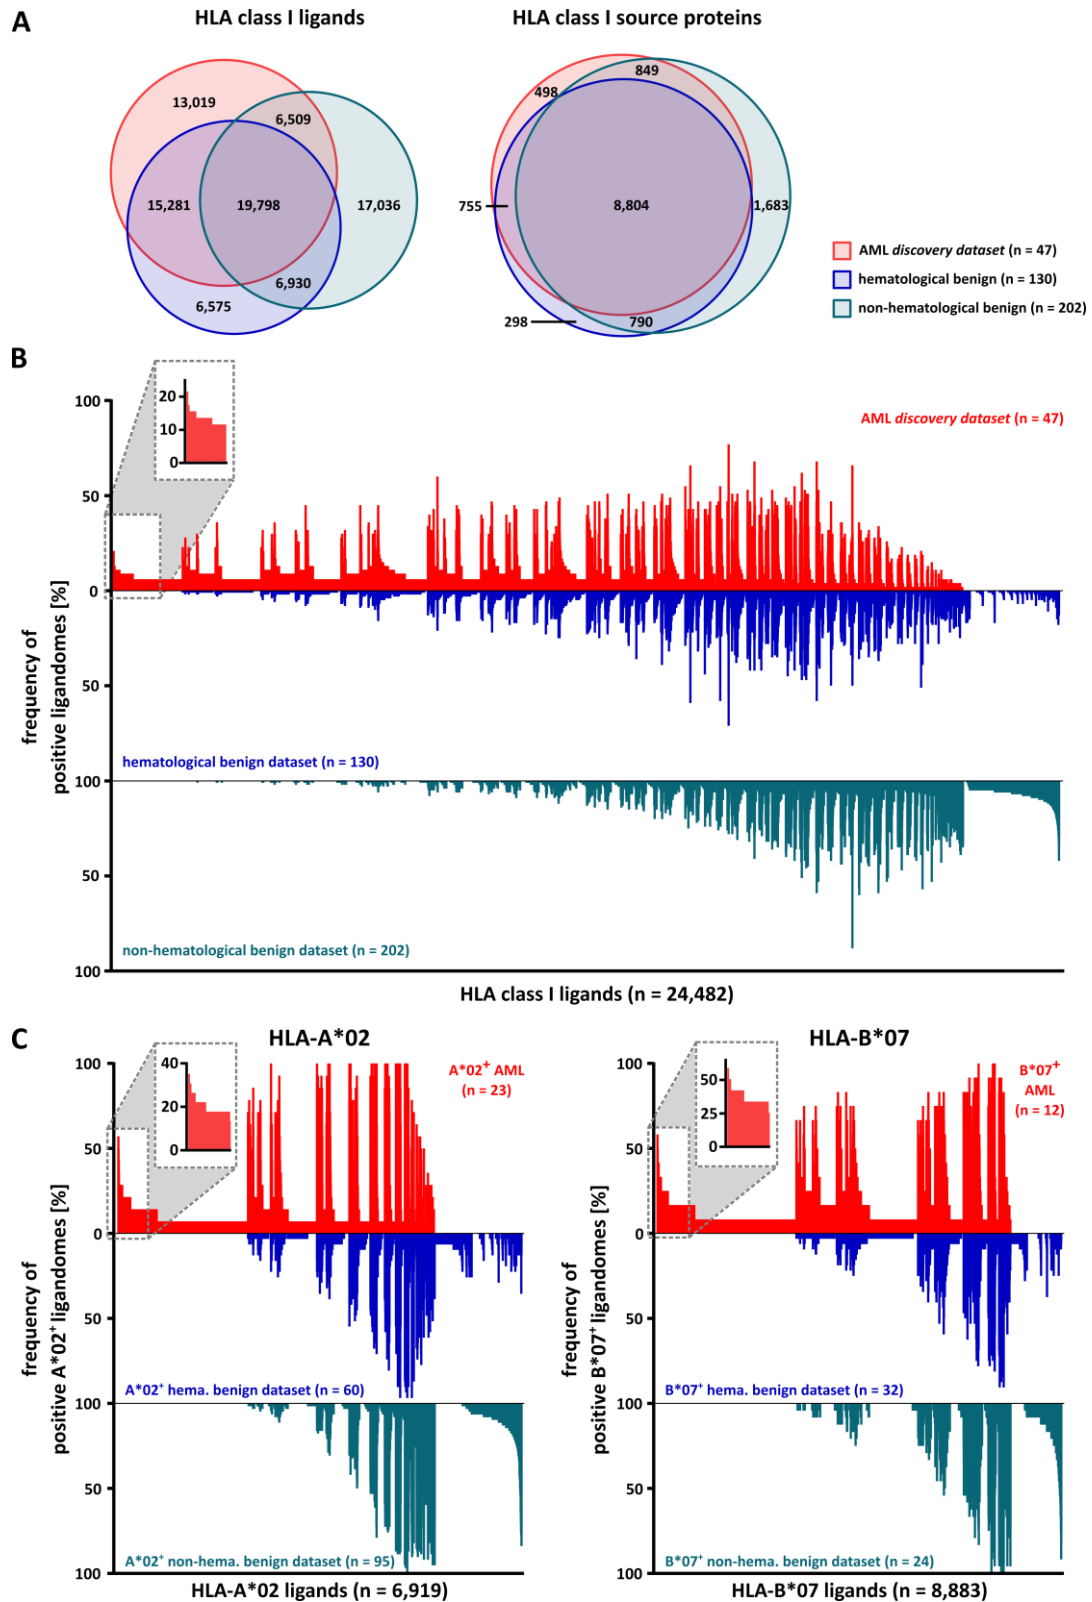 A
HLA class I ligands
HLA class I source proteins
13,019
6,509
15,281
19,798
17,036
6,930
6,575
849
498
755
8,804
1,683
298
790
AML discovery dataset (n = 47)
hematological benign (n = 130)
non-hematological benign (n = 202)
B
frequency of
positive ligandomes [%]
100
50
0
50
100
50
100
20
10
0
AML discovery dataset (n = 47)
hematological benign dataset (n = 130)
non-hematological benign dataset (n = 202)
HLA class I ligands (n = 24,482)
C
HLA-A*02
frequency of
positive A*02⁺ ligandomes [%]
100
50
0
50
100
50
100
40
20
0
A*02⁺ AML
(n = 23)
A*02⁺ hema. benign dataset (n = 60)
A*02⁺ non-hema. benign dataset (n = 95)
HLA-A*02 ligands (n = 6,919)
HLA-B*07
frequency of
positive B*07⁺ ligandomes [%]
100
50
0
50
100
50
100
50
25
0
B*07⁺
AML
(n = 12)
B*07⁺ hema. benign dataset (n = 32)
B*07⁺ non-hema. benign dataset (n = 24)
HLA-B*07 ligands (n = 8,883)